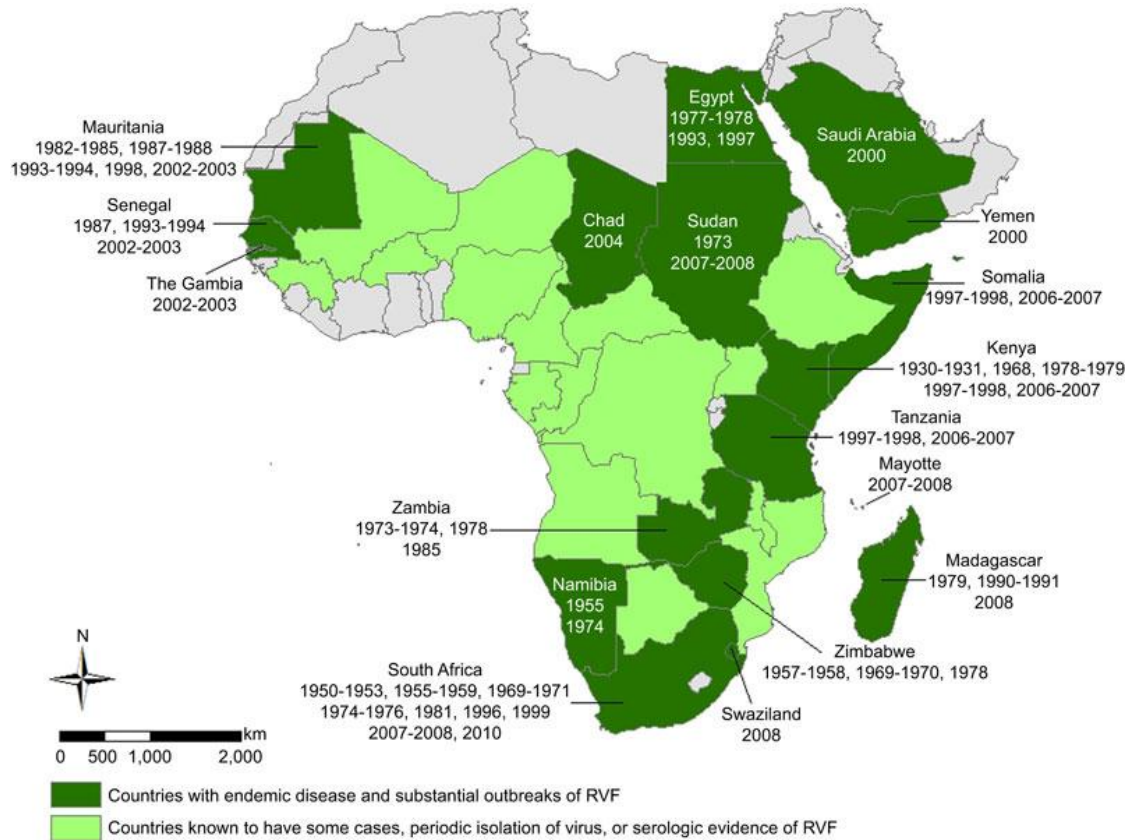 Mauritania
1982-1985, 1987-1988
1993-1994, 1998, 2002-2003
Senegal
1987, 1993-1994
2002-2003
The Gambia
2002-2003
Egypt
1977-1978
1993, 1997
Saudi Arabia
2000
Chad
2004
Sudan
1973
2007-2008
Yemen
2000
Somalia
1997-1998, 2006-2007
Kenya
1930-1931, 1968, 1978-1979
1997-1998, 2006-2007
Tanzania
1997-1998, 2006-2007
Mayotte
2007-2008
Zambia
1973-1974, 1978
1985
Madagascar
1979, 1990-1991
2008
Namibia
1955
1974
Zimbabwe
1957-1958, 1969-1970, 1978
South Africa
1950-1953, 1955-1959, 1969-1971
1974-1976, 1981, 1996, 1999
2007-2008, 2010
Swaziland
2008
N
km
0 500 1,000 2,000
Countries with endemic disease and substantial outbreaks of RVF
Countries known to have some cases, periodic isolation of virus, or serologic evidence of RVF